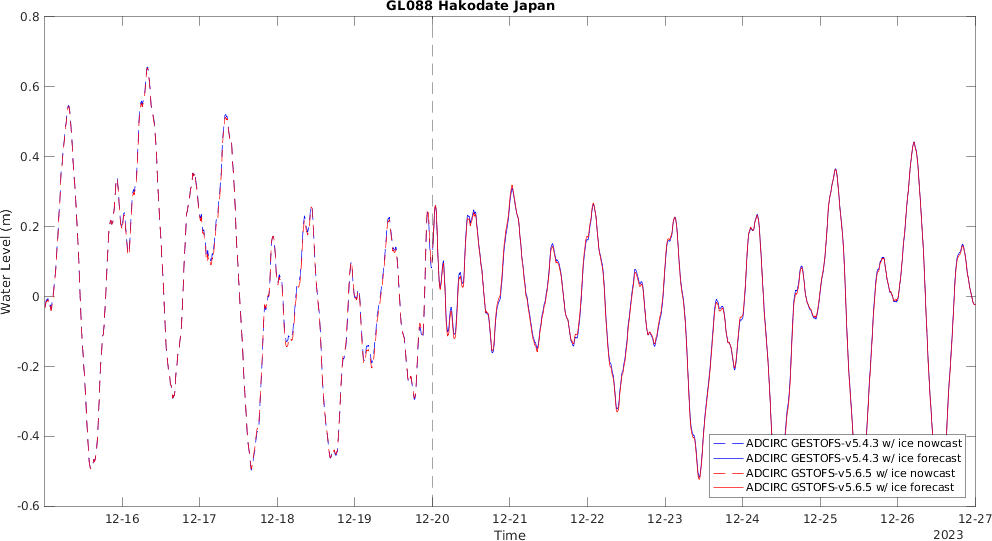 GL088 Hakodate Japan
0.8
0.6
0.4
0.2
0
-0.2
-0.4
-0.6
Water Level (m)
ADCIRC GESTOFS-v5.4.3 w/ ice nowcast
ADCIRC GESTOFS-v5.4.3 w/ ice forecast
ADCIRC GSTOFS-v5.6.5 w/ ice nowcast
ADCIRC GSTOFS-v5.6.5 w/ ice forecast
12-16 12-17 12-18 12-19 12-20 12-21 12-22 12-23 12-24 12-25 12-26 12-27
Time
2023